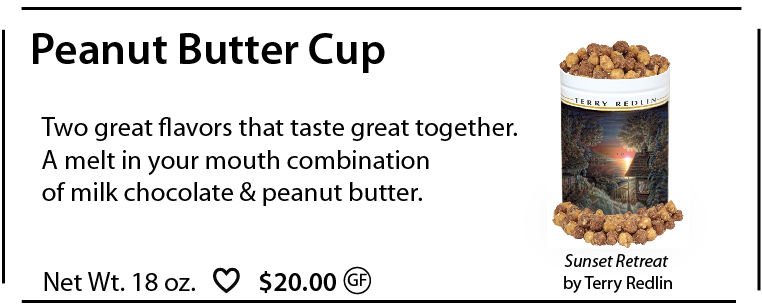 Peanut Butter Cup
TERRY REDLIN
Two great flavors that taste great together.
A melt in your mouth combination
of milk chocolate & peanut butter.
Sunset Retreat
by Terry Redlin
Net Wt. 18 oz. ♡ $20.00 GF